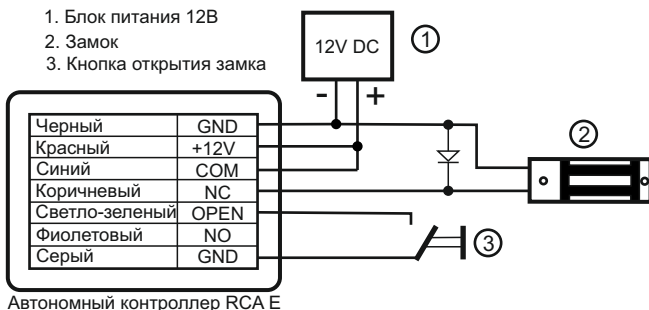 1. Блок питания 12В
2. Замок
3. Кнопка открытия замка
12V DC
1
- +
Черный GND
Красный +12V
Синий COM
Коричневый NC
Светло-зеленый OPEN
Фиолетовый NO
Серый GND
2
3
Автономный контроллер RCA E